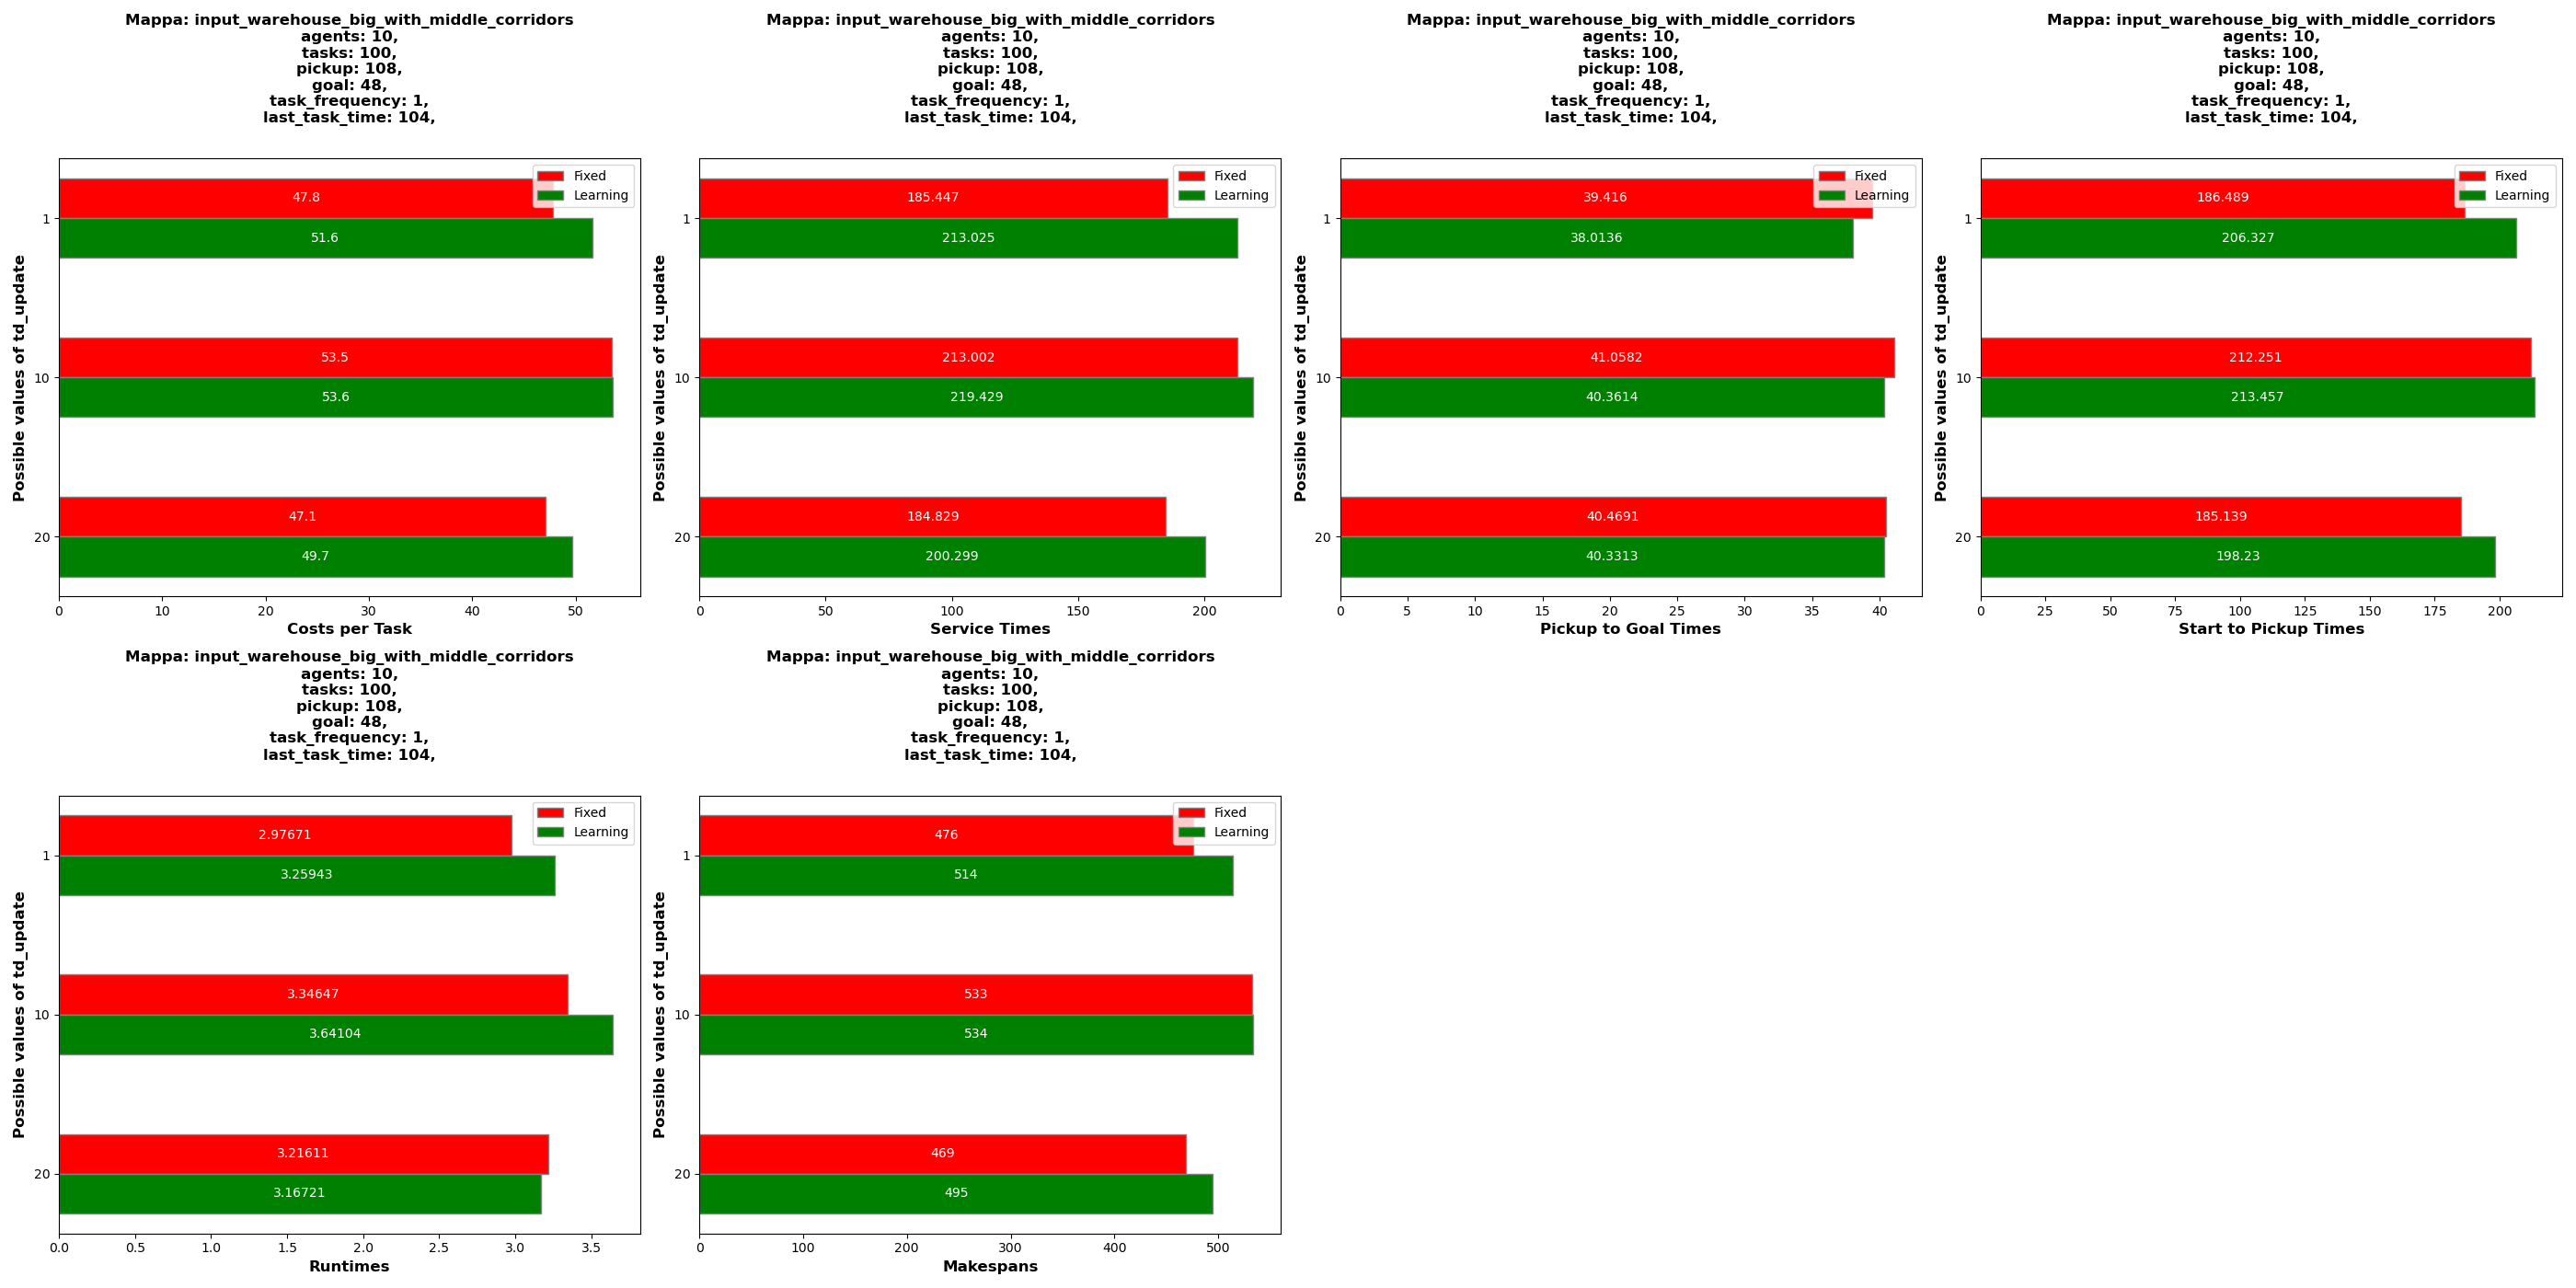 Mappa: input_warehouse_big_with_middle_corridors
agents: 10,
tasks: 100,
pickup: 108,
goal: 48,
task_frequency: 1,
last_task_time: 104,
Fixed
Learning
Possible values of td_update
1
47.8
51.6
10
53.5
53.6
20
47.1
49.7
0 10 20 30 40 50
Costs per Task
Mappa: input_warehouse_big_with_middle_corridors
agents: 10,
tasks: 100,
pickup: 108,
goal: 48,
task_frequency: 1,
last_task_time: 104,
Fixed
Learning
Possible values of td_update
1
185.447
213.025
10
213.002
219.429
20
184.829
200.299
0 50 100 150 200
Service Times
Mappa: input_warehouse_big_with_middle_corridors
agents: 10,
tasks: 100,
pickup: 108,
goal: 48,
task_frequency: 1,
last_task_time: 104,
Fixed
Learning
Possible values of td_update
1
39.416
38.0136
10
41.0582
40.3614
20
40.4691
40.3313
0 5 10 15 20 25 30 35 40
Pickup to Goal Times
Mappa: input_warehouse_big_with_middle_corridors
agents: 10,
tasks: 100,
pickup: 108,
goal: 48,
task_frequency: 1,
last_task_time: 104,
Fixed
Learning
Possible values of td_update
1
186.489
206.327
10
212.251
213.457
20
185.139
198.23
0 25 50 75 100 125 150 175 200
Start to Pickup Times
Mappa: input_warehouse_big_with_middle_corridors
agents: 10,
tasks: 100,
pickup: 108,
goal: 48,
task_frequency: 1,
last_task_time: 104,
Fixed
Learning
Possible values of td_update
1
2.97671
3.25943
10
3.34647
3.64104
20
3.21611
3.16721
0.0 0.5 1.0 1.5 2.0 2.5 3.0 3.5
Runtimes
Mappa: input_warehouse_big_with_middle_corridors
agents: 10,
tasks: 100,
pickup: 108,
goal: 48,
task_frequency: 1,
last_task_time: 104,
Fixed
Learning
Possible values of td_update
1
476
514
10
533
534
20
469
495
0 100 200 300 400 500
Makespans